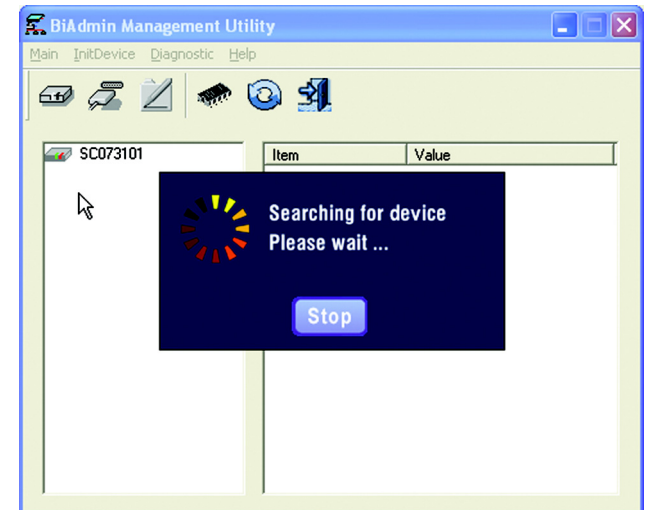 BiAdmin Management Utility
Main InitDevice Diagnostic Help
SC073101
Item Value
Searching for device
Please wait ...
Stop